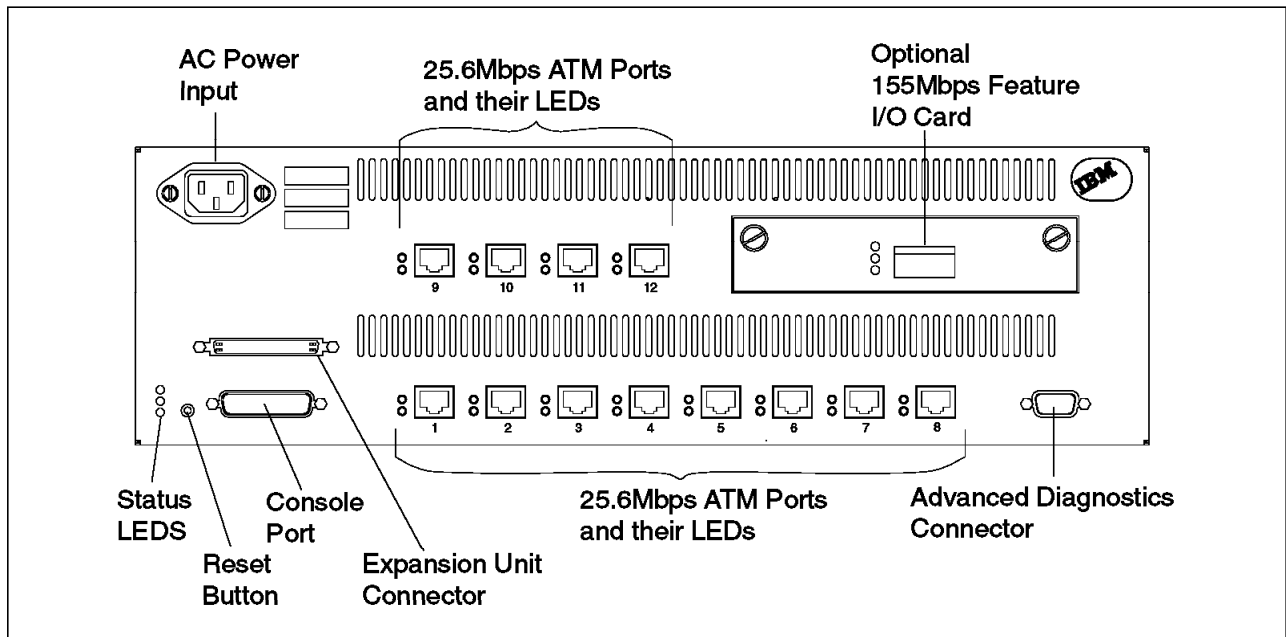 AC Power
Input
25.6Mbps ATM Ports
and their LEDs
Optional
155Mbps Feature
I/O Card
IBM
9
10
11
12
1
2
3
4
5
6
7
8
Status
LEDS
Reset
Button
Console
Port
Expansion Unit
Connector
25.6Mbps ATM Ports
and their LEDs
Advanced Diagnostics
Connector